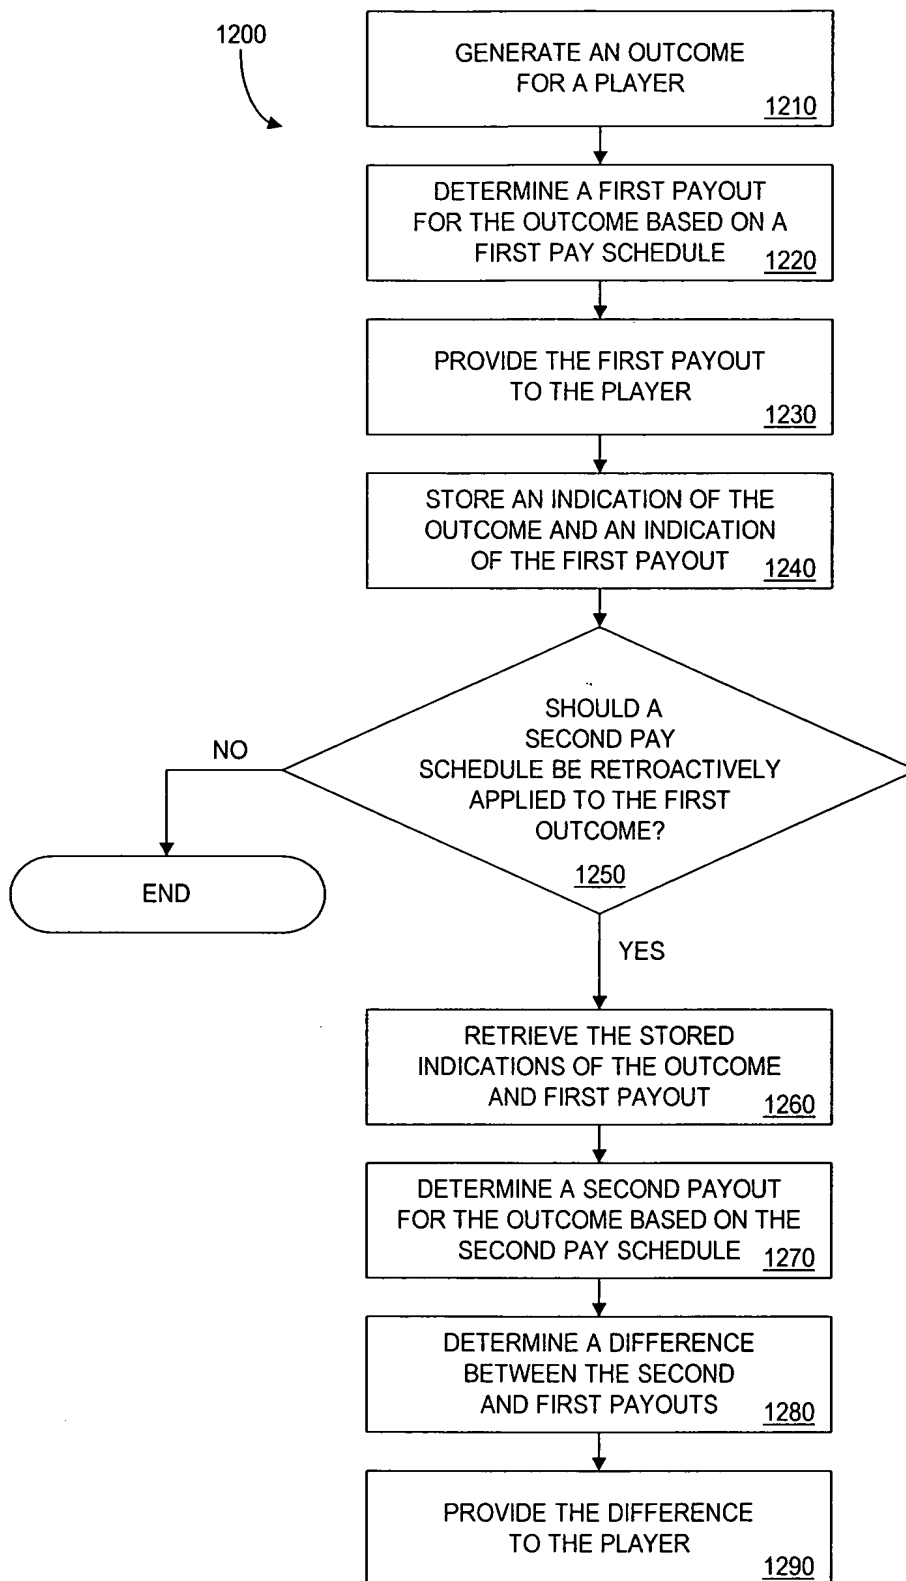 1200
GENERATE AN OUTCOME
FOR A PLAYER
1210
DETERMINE A FIRST PAYOUT
FOR THE OUTCOME BASED ON A
FIRST PAY SCHEDULE
1220
PROVIDE THE FIRST PAYOUT
TO THE PLAYER
1230
STORE AN INDICATION OF THE
OUTCOME AND AN INDICATION
OF THE FIRST PAYOUT
1240
SHOULD A
SECOND PAY
SCHEDULE BE RETROACTIVELY
APPLIED TO THE FIRST
OUTCOME?
1250
NO
END
YES
RETRIEVE THE STORED
INDICATIONS OF THE OUTCOME
AND FIRST PAYOUT
1260
DETERMINE A SECOND PAYOUT
FOR THE OUTCOME BASED ON THE
SECOND PAY SCHEDULE
1270
DETERMINE A DIFFERENCE
BETWEEN THE SECOND
AND FIRST PAYOUTS
1280
PROVIDE THE DIFFERENCE
TO THE PLAYER
1290